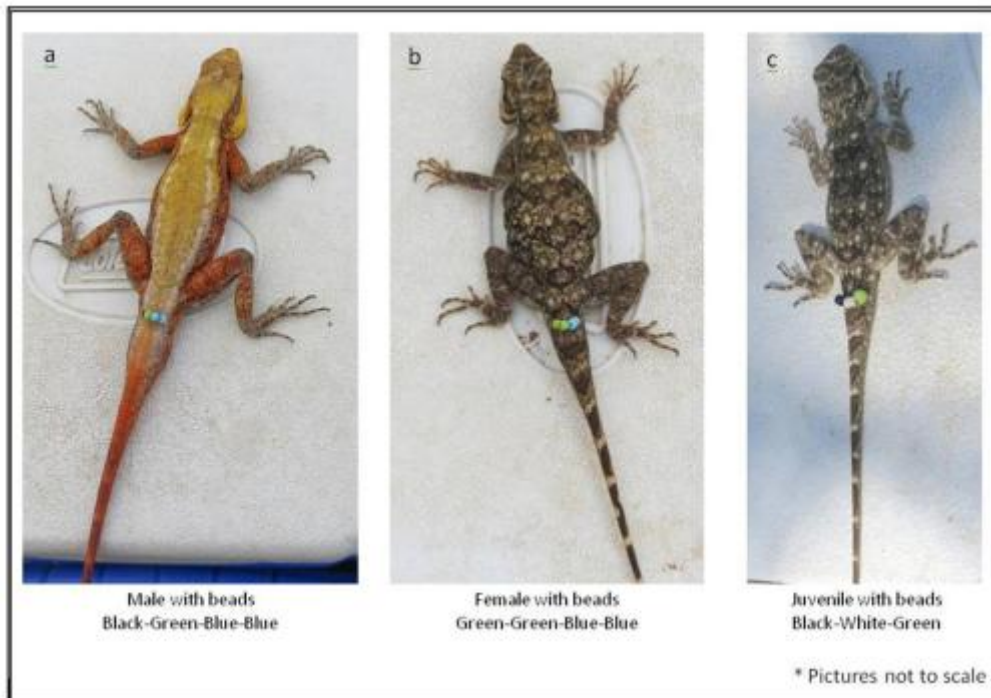 a
b
c
Male with beads
Black-Green-Blue-Blue
Female with beads
Green-Green-Blue-Blue
Juvenile with beads
Black-White-Green
* Pictures not to scale